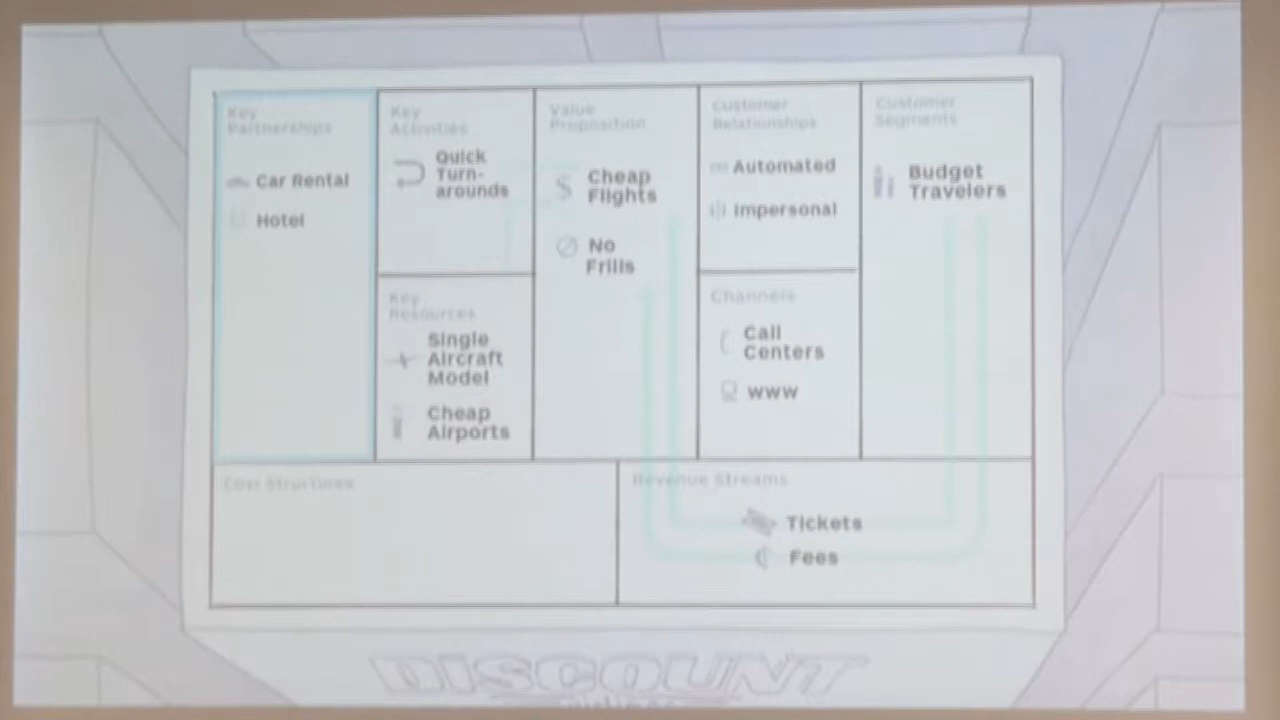 Key
Partnerships
Car Rental
Hotel
Key
Activities
Quick
Turn-
arounds
Key
Resources
Single
Aircraft
Model
Cheap
Airports
Value
Proposition
$ Cheap
Flights
No
Frills
Customer
Relationships
Automated
Impersonal
Channels
Call
Centers
www
Customer
Segments
Budget
Travelers
Cost Structures
Revenue Streams
Tickets
Fees
DISCOUNT